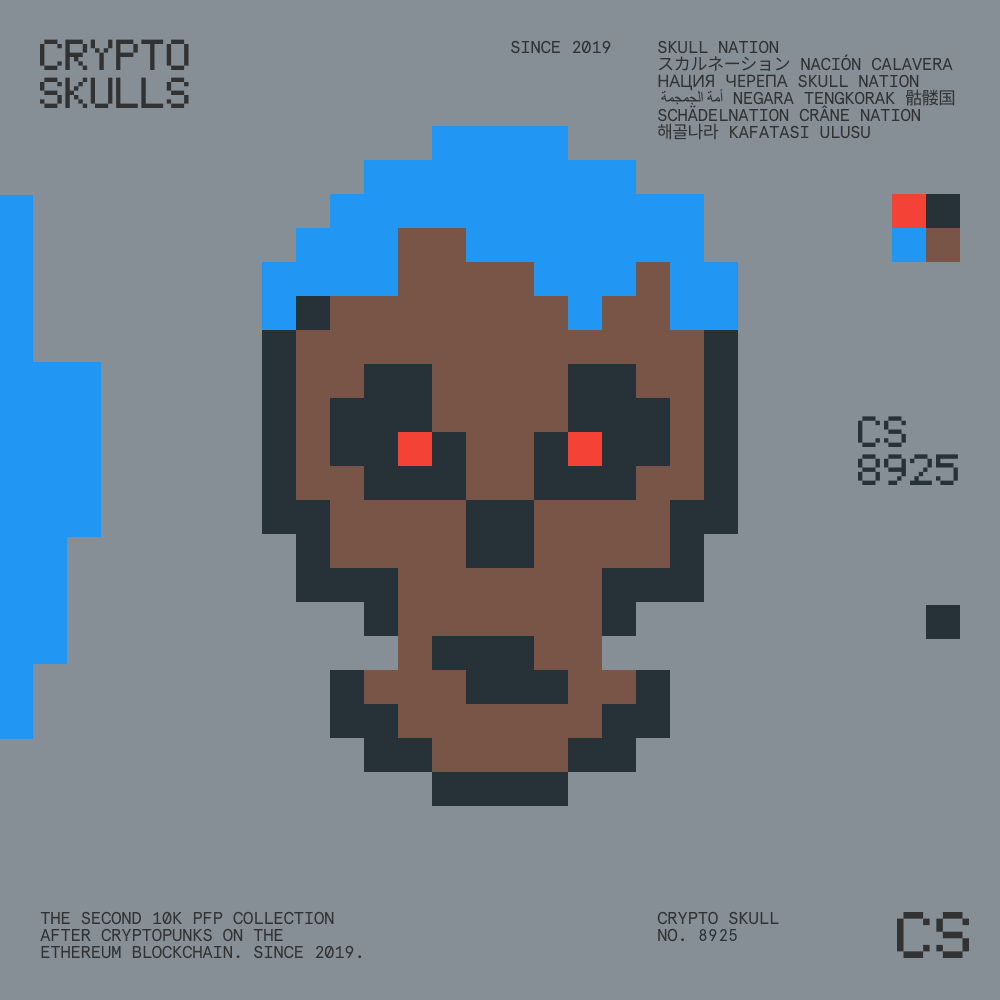 CRYPTO
SKULLS
SINCE 2019
SKULL NATION
スカルネーション NACIÓN CALAVERA
НАЦИЯ ЧЕРЕПА SKULL NATION
أمة الجمجمة NEGARA TENGKORAK 骷髅国
SCHÄDELNATION CRÂNE NATION
해골나라 KAFATASI ULUSU
CS
8925
THE SECOND 10K PFP COLLECTION
AFTER CRYPTOPUNKS ON THE
ETHEREUM BLOCKCHAIN. SINCE 2019.
CRYPTO SKULL
NO. 8925
CS